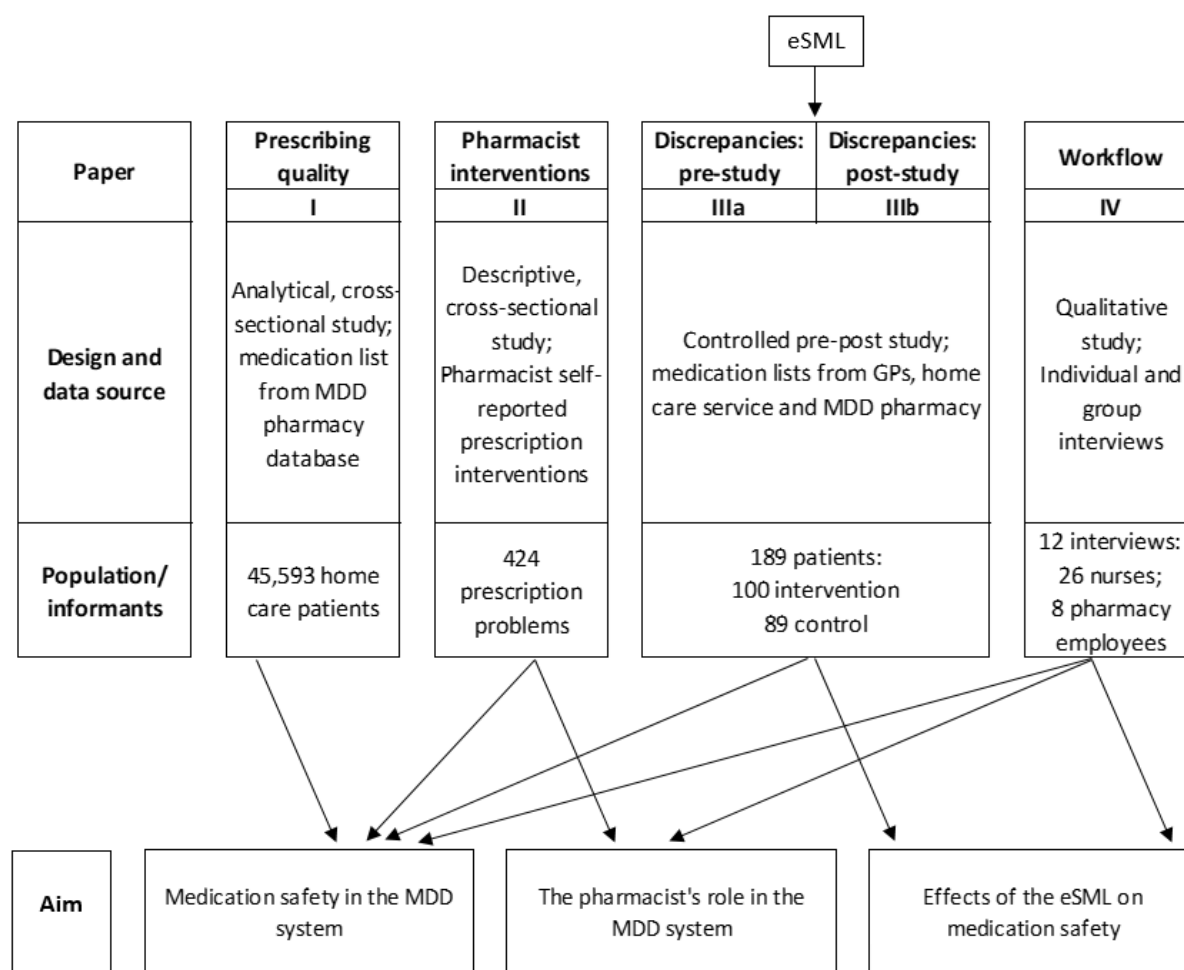 eSML
Paper
Prescribing
quality
I
Pharmacist
interventions
II
Discrepancies:
pre-study
IIIa
Discrepancies:
post-study
IIIb
Workflow
IV
Design and
data source
Analytical, cross-
sectional study;
medication list
from MDD
pharmacy
database
Descriptive,
cross-sectional
study;
Pharmacist self-
reported
prescription
interventions
Controlled pre-post study;
medication lists from GPs, home
care service and MDD pharmacy
Qualitative
study;
Individual and
group
interviews
Population/
informants
45,593 home
care patients
424
prescription
problems
189 patients:
100 intervention
89 control
12 interviews:
26 nurses;
8 pharmacy
employees
Aim
Medication safety in the MDD
system
The pharmacist's role in the
MDD system
Effects of the eSML on
medication safety